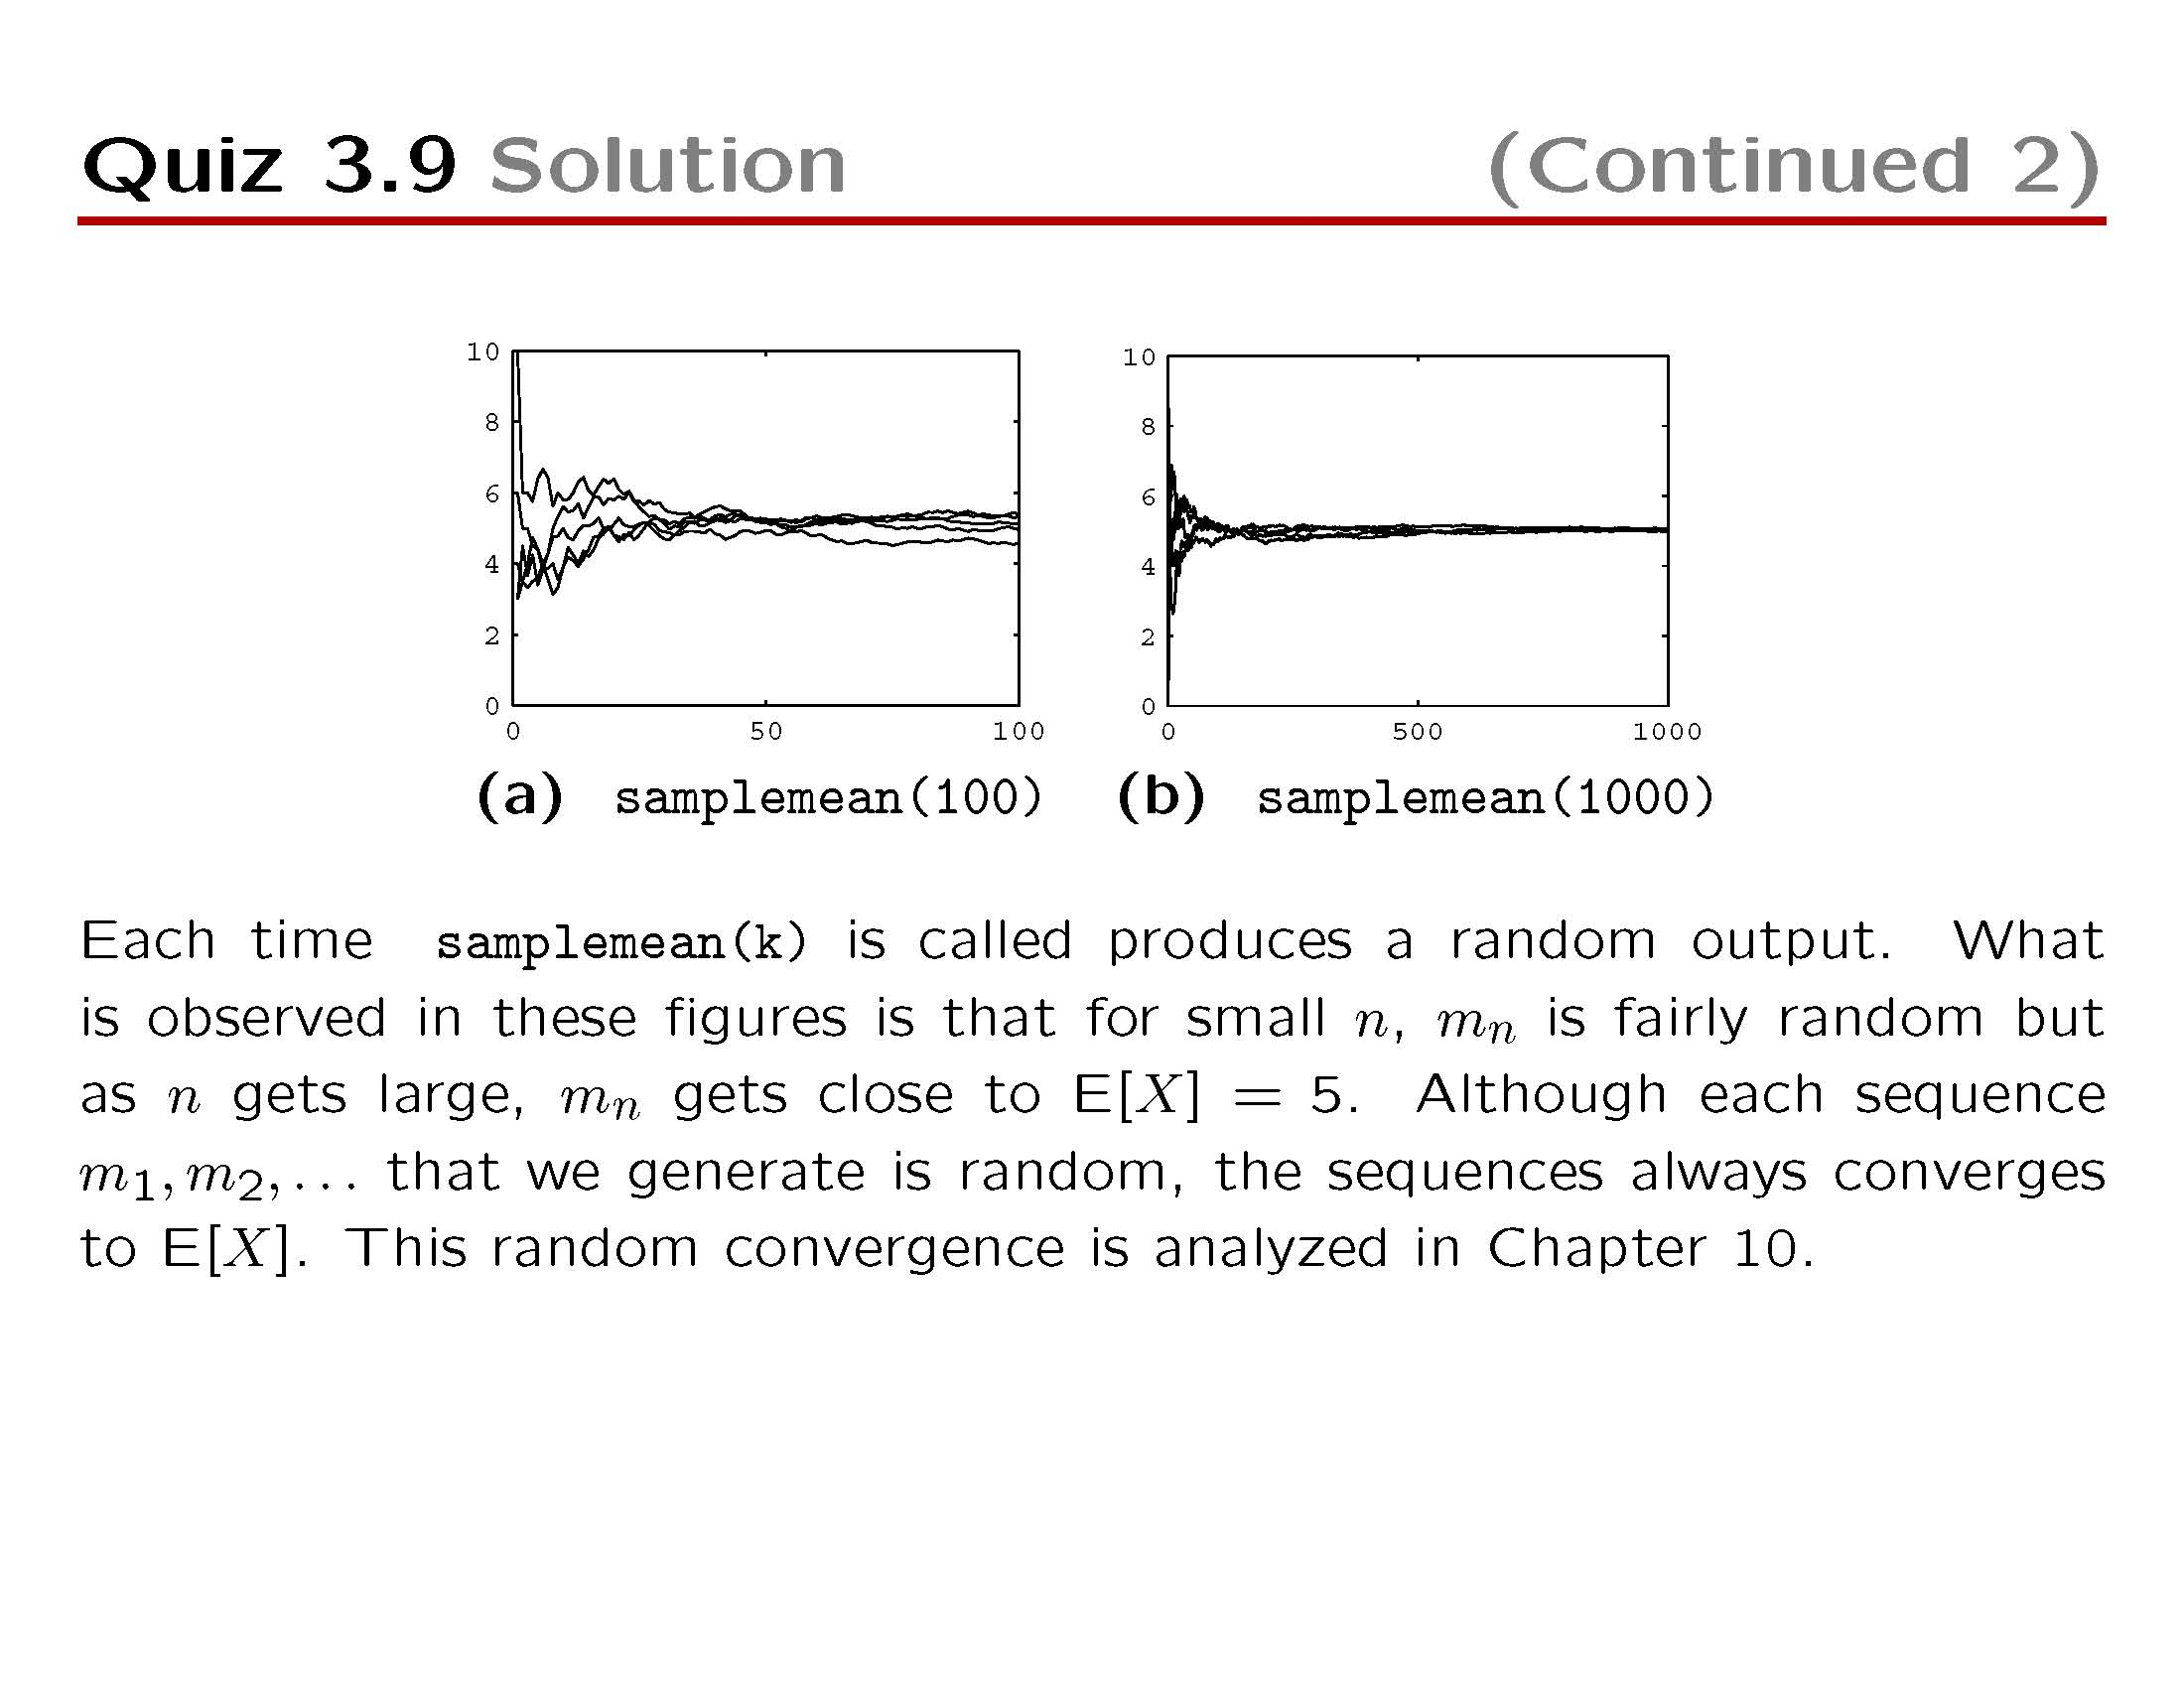 Quiz 3.9 Solution (Continued 2)
10
8
6
4
2
0
0 50 100
10
8
6
4
2
0
0 500 1000
(a) samplemean(100) (b) samplemean(1000)
Each time samplemean(k) is called produces a random output. What
is observed in these figures is that for small n, mn is fairly random but
as n gets large, mn gets close to E[X] = 5. Although each sequence
m1, m2, . . . that we generate is random, the sequences always converges
to E[X]. This random convergence is analyzed in Chapter 10.